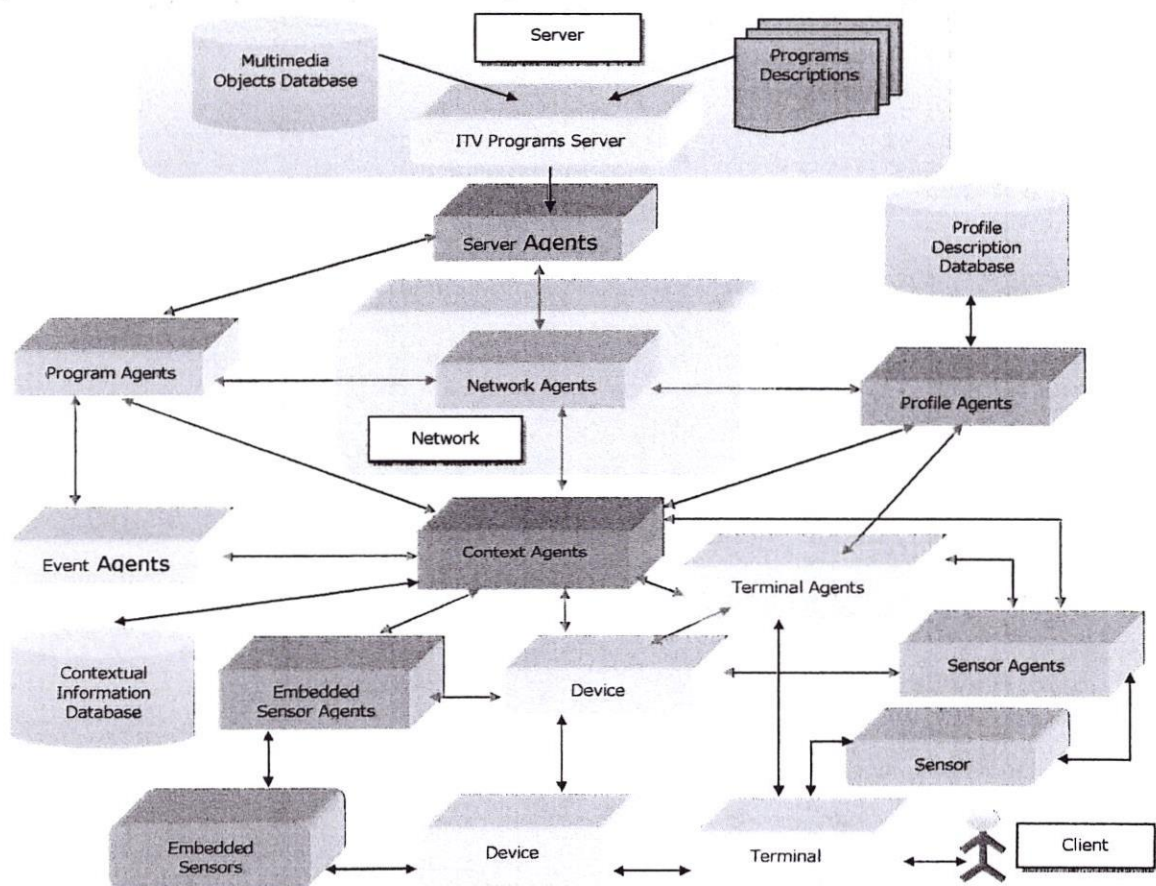 Server
Multimedia
Objects Database
Programs
Descriptions
ITV Programs Server
Server Agents
Profile
Description
Database
Program Agents
Network Agents
Profile Agents
Network
Event Agents
Context Agents
Terminal Agents
Contextual
Information
Database
Embedded
Sensor Agents
Device
Sensor Agents
Sensor
Embedded
Sensors
Device
Terminal
Client